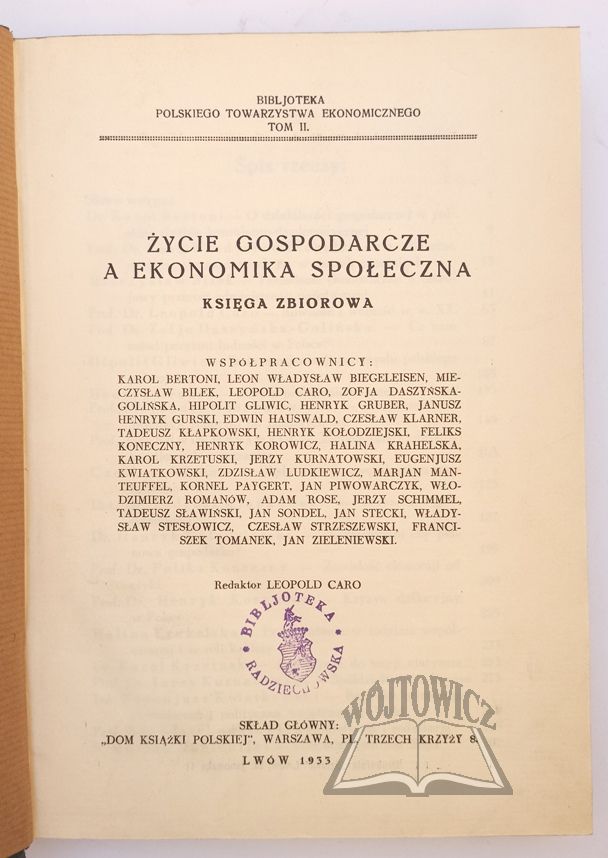 BIBLJOTEKA
POLSKIEGO TOWARZYSTWA EKONOMICZNEGO
TOM II.
ŻYCIE GOSPODARCZE
A EKONOMIKA SPOŁECZNA
KSIĘGA ZBIOROWA
WSPÓŁPRACOWNICY:
KAROL BERTONI, LEON WŁADYSŁAW BIEGELEISEN, MIE-
CZYSŁAW BILEK, LEOPOLD CARO, ZOFJA DASZYŃSKA-
GOLIŃSKA, HIPOLIT GLIWIC, HENRYK GRUBER, JANUSZ
HENRYK GURSKI, EDWIN HAUSWALD, CZESŁAW KLARNER,
TADEUSZ KŁAPKOWSKI, HENRYK KOŁODZIEJSKI, FELIKS
KONECZNY, HENRYK KOROWICZ, HALINA KRAHELSKA,
KAROL KRZETUSKI, JERZY KURNATOWSKI, EUGENJUSZ
KWIATKOWSKI, ZDZISŁAW LUDKIEWICZ, MARJAN MAN-
TEUFFEL, KORNEL PAYGERT, JAN PIWOWARCZYK, WŁO-
DZIMIERZ ROMANÓW, ADAM ROSE, JERZY SCHIMMEL,
TADEUSZ SŁAWIŃSKI, JAN SONDEL, JAN STECKI, WŁADY-
SŁAW STESŁOWICZ, CZESŁAW STRZESZEWSKI, FRANCI-
SZEK TOMANEK, JAN ZIELENIEWSKI.
Redaktor LEOPOLD CARO
BIBLJOTEKA
RADZIECHOWSKA
WÓJTOWICZ
SKŁAD GŁÓWNY:
„DOM KSIĄŻKI POLSKIEJ", WARSZAWA, PL. TRZECH KRZYŻY 8.
LWÓW 1933